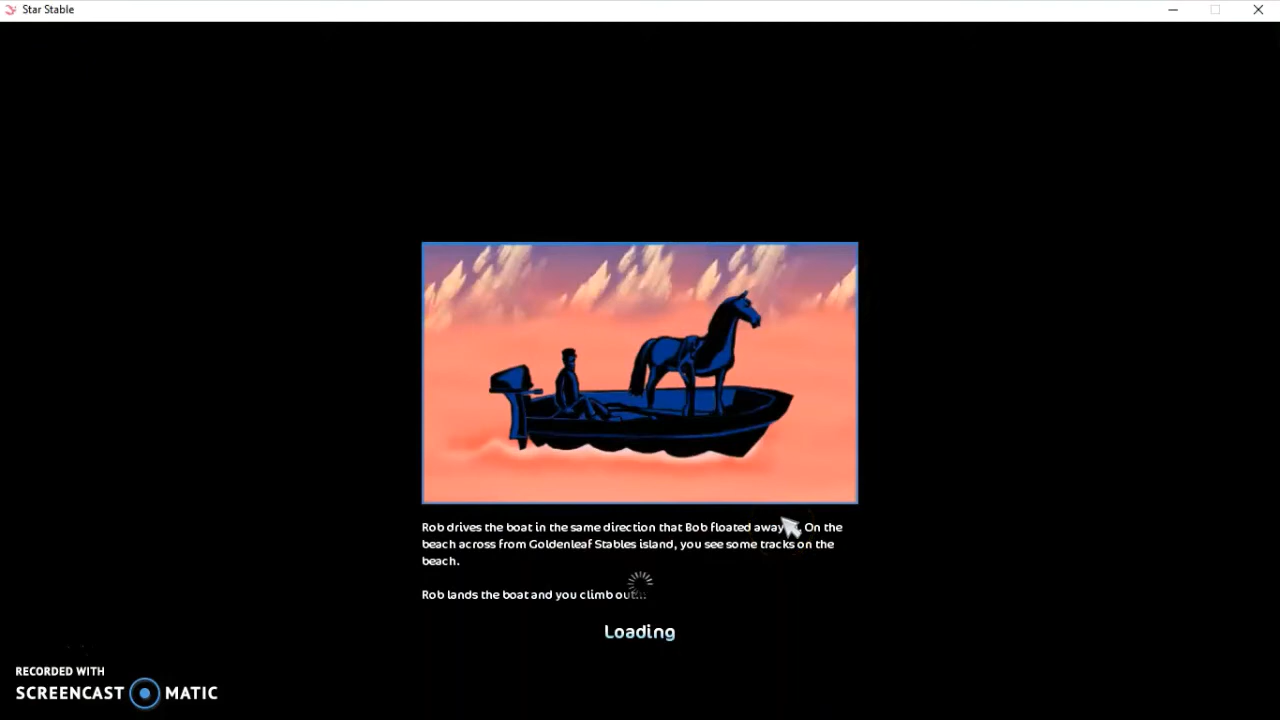 Star Stable
Rob drives the boat in the same direction that Bob floated away. On the
beach across from Goldenleaf Stables island, you see some tracks on the
beach.
Rob lands the boat and you climb out...
Loading
RECORDED WITH
SCREENCAST MATIC